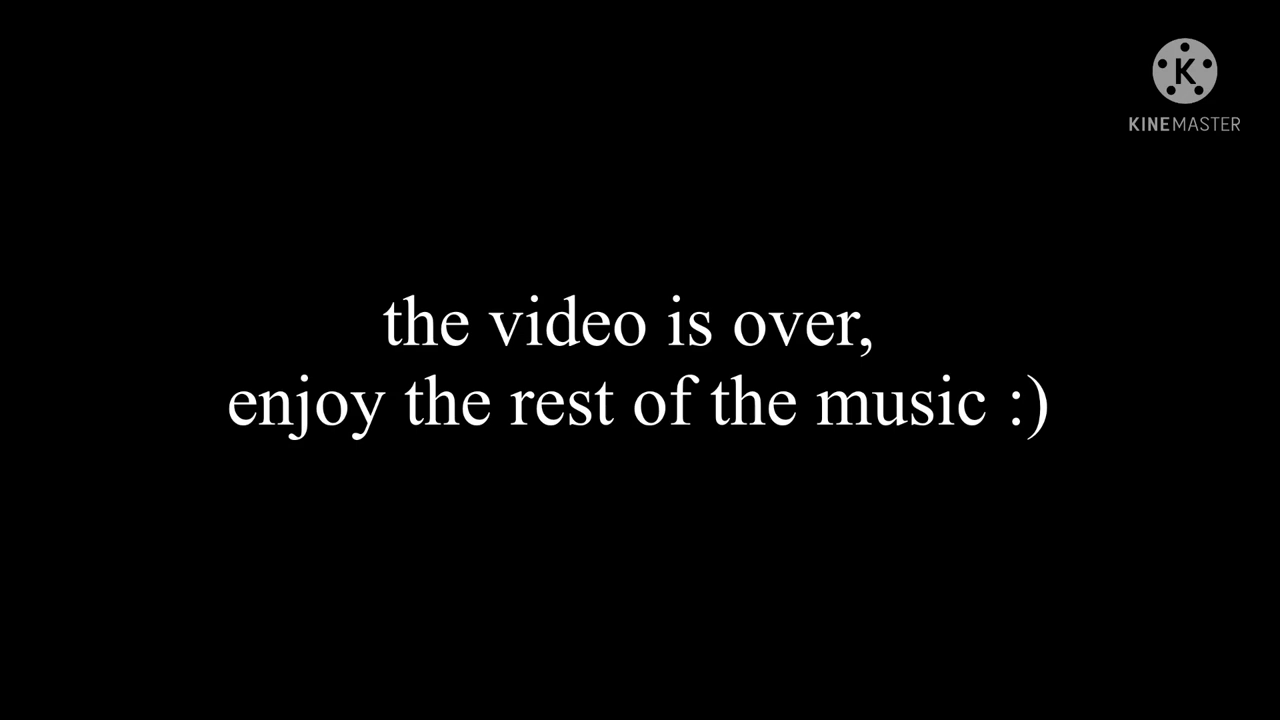 K
KINEMASTER
the video is over,
enjoy the rest of the music :)